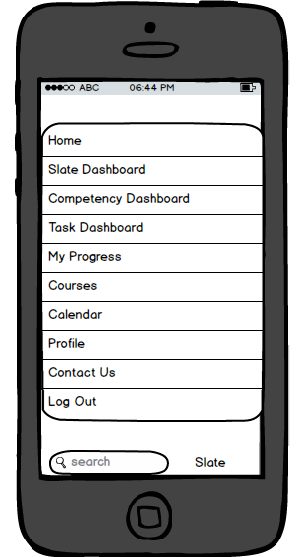 ABC 06:44 PM
Home
Slate Dashboard
Competency Dashboard
Task Dashboard
My Progress
Courses
Calendar
Profile
Contact Us
Log Out
search Slate